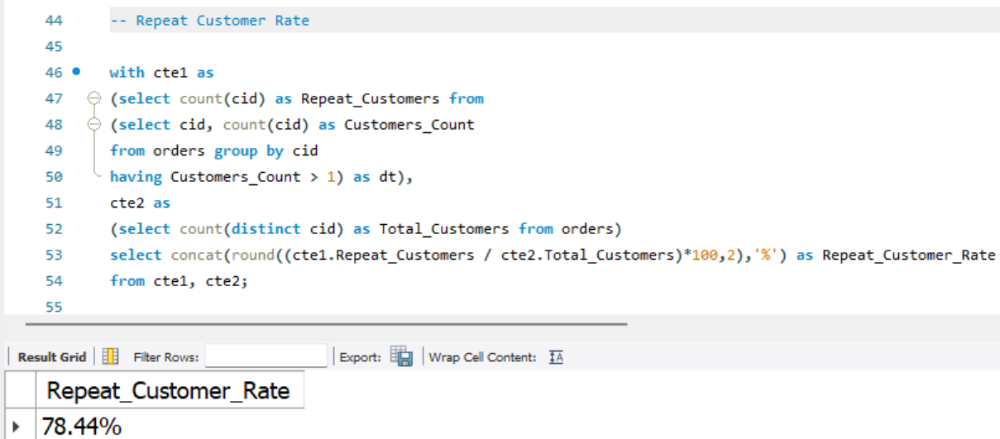 44 -- Repeat Customer Rate
45
46 with cte1 as
47 (select count(cid) as Repeat_Customers from
48 (select cid, count(cid) as Customers_Count
49 from orders group by cid
50 having Customers_Count > 1) as dt),
51 cte2 as
52 (select count(distinct cid) as Total_Customers from orders)
53 select concat(round((cte1.Repeat_Customers / cte2.Total_Customers)*100,2),'%') as Repeat_Customer_Rate
54 from cte1, cte2;
55
Result Grid Filter Rows: Export: Wrap Cell Content: IA
Repeat_Customer_Rate
78.44%